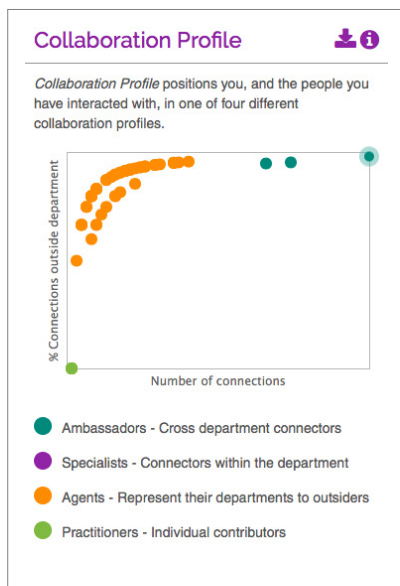 Collaboration Profile
Collaboration Profile positions you, and the people you
have interacted with, in one of four different
collaboration profiles.
% Connections outside department
Number of connections
Ambassadors - Cross department connectors
Specialists - Connectors within the department
Agents - Represent their departments to outsiders
Practitioners - Individual contributors